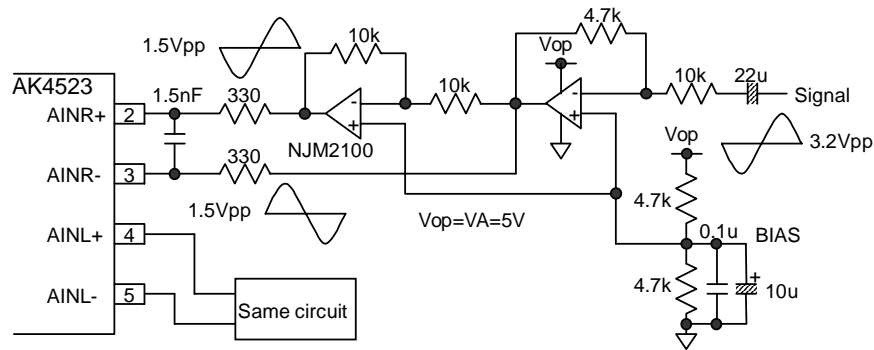 4.7k
10k
1.5Vpp
Vop
AK4523
1.5nF
330
10k
10k
22u
Signal
AINR+
2
-
+
-
+
NJM2100
Vop
3.2Vpp
AINR-
3
330
4.7k
1.5Vpp
Vop=VA=5V
0.1u
BIAS
AINL+
4
4.7k
+
10u
AINL-
5
Same circuit